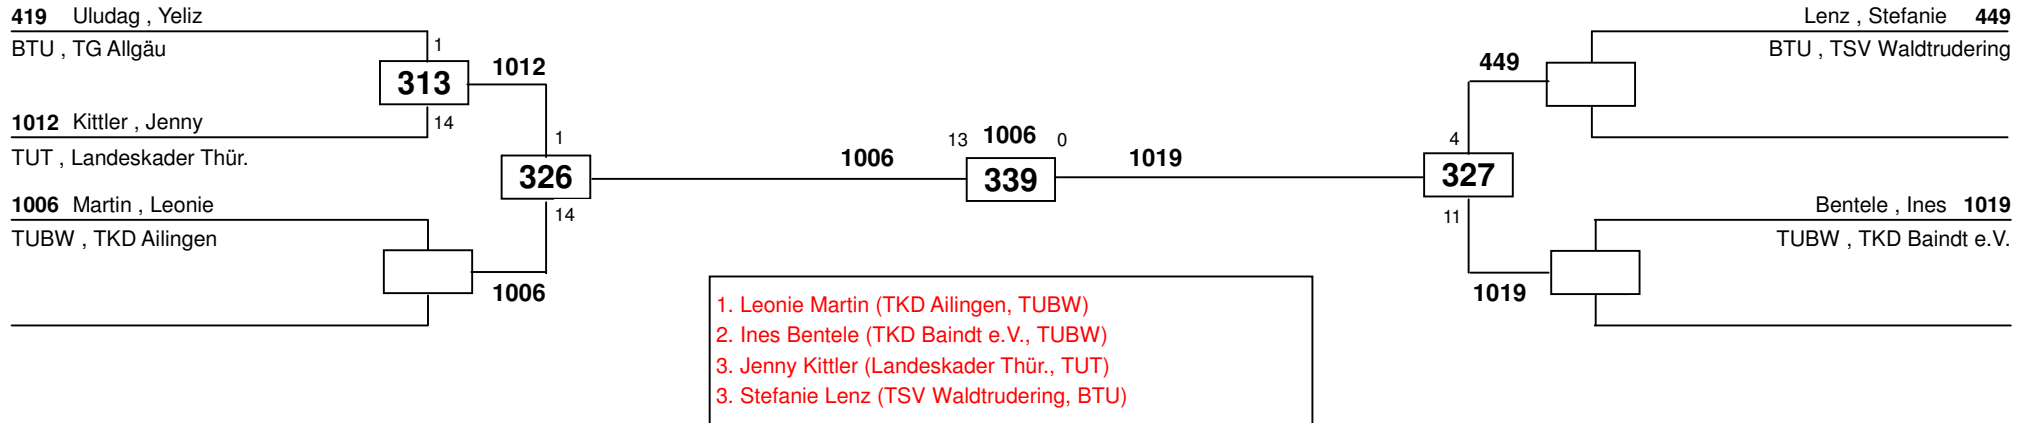 419 Uludag , Yeliz
BTU , TG Allgäu
1
313
1012
1012 Kittler , Jenny
14
TUT , Landeskader Thür.
1
326
14
1006 Martin , Leonie
TUBW , TKD Ailingen
1006
1006
13 1006 0
339
1019
Lenz , Stefanie 449
BTU , TSV Waldtrudering
449
4
327
11
Bentele , Ines 1019
TUBW , TKD Baindt e.V.
1019
1. Leonie Martin (TKD Ailingen, TUBW)
2. Ines Bentele (TKD Baindt e.V., TUBW)
3. Jenny Kittler (Landeskader Thür., TUT)
3. Stefanie Lenz (TSV Waldtrudering, BTU)